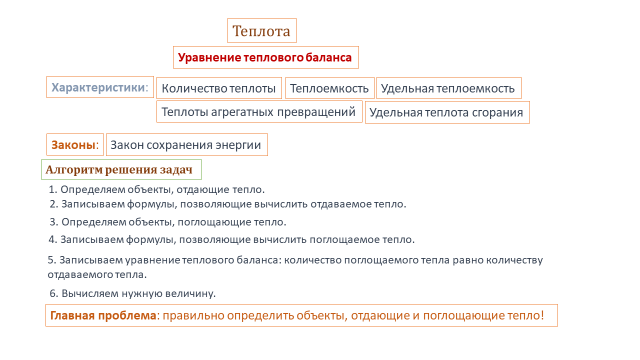 Теплота
Уравнение теплового баланса
Характеристики: Количество теплоты Теплоемкость Удельная теплоемкость
Теплоты агрегатных превращений Удельная теплота сгорания
Законы: Закон сохранения энергии
Алгоритм решения задач
1. Определяем объекты, отдающие тепло.
2. Записываем формулы, позволяющие вычислить отдаваемое тепло.
3. Определяем объекты, поглощающие тепло.
4. Записываем формулы, позволяющие вычислить поглощаемое тепло.
5. Записываем уравнение теплового баланса: количество поглощаемого тепла равно количеству
отдаваемого тепла.
6. Вычисляем нужную величину.
Главная проблема: правильно определить объекты, отдающие и поглощающие тепло!